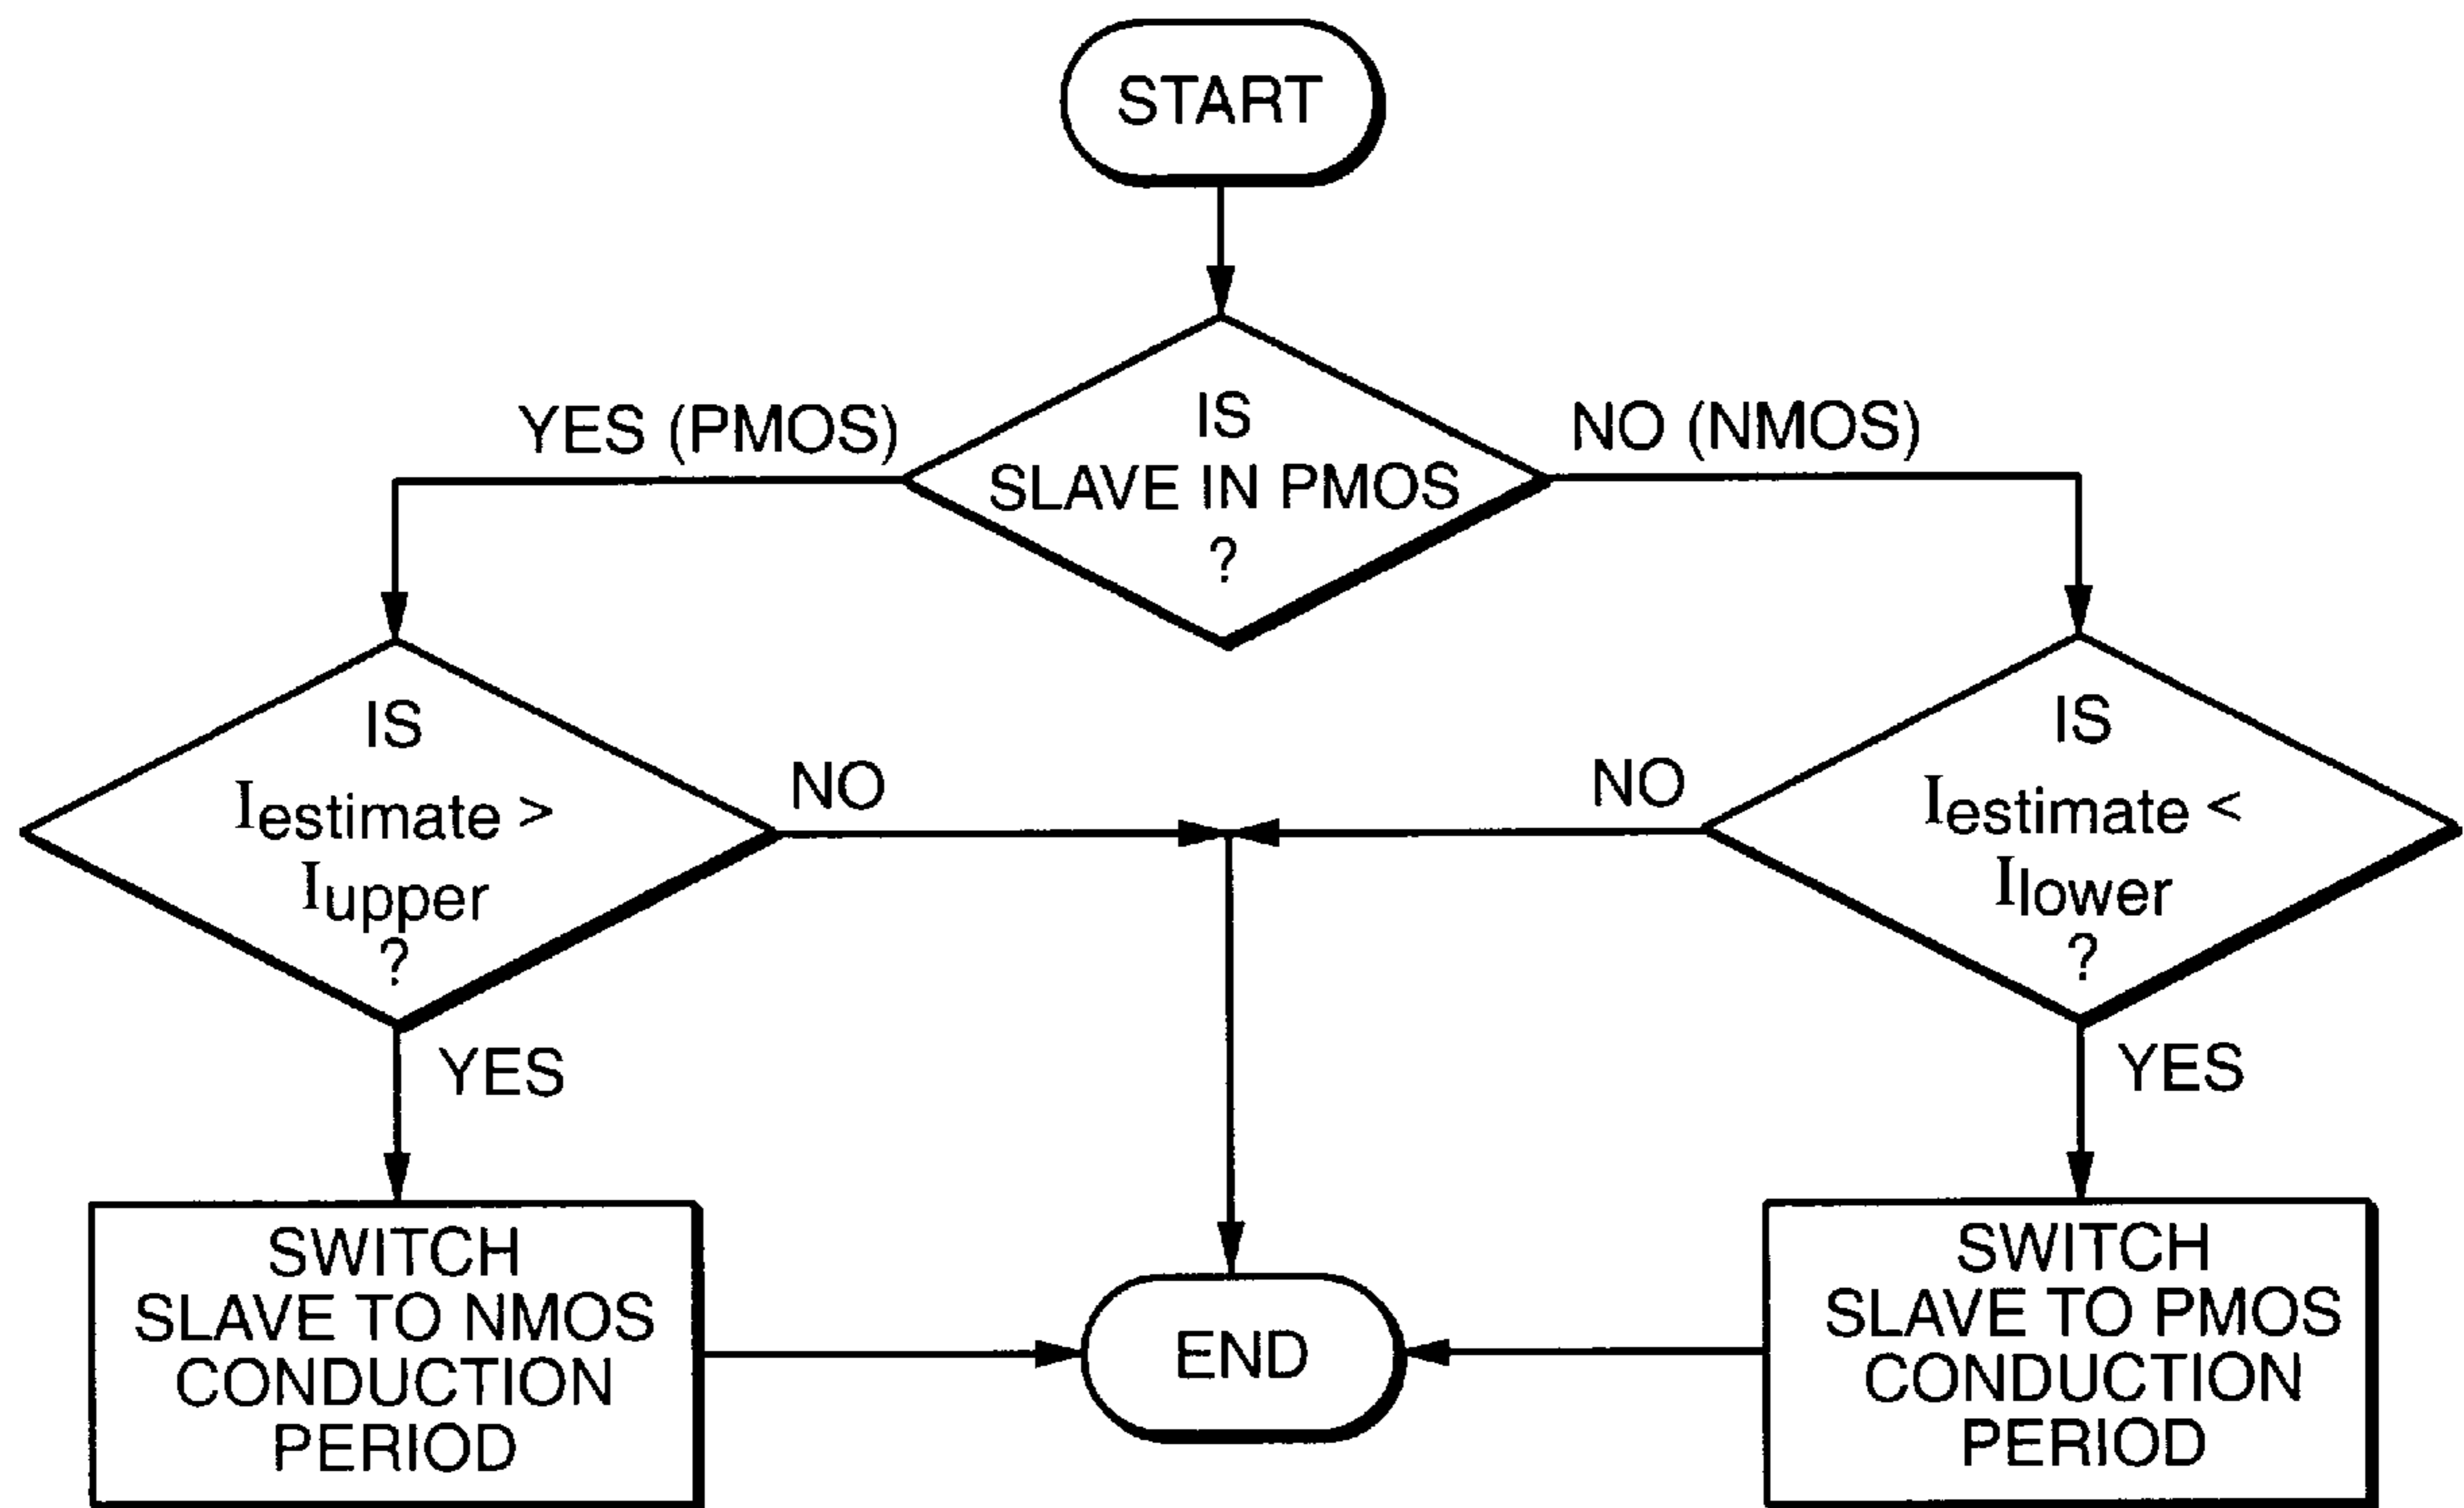 START
YES (PMOS)
NO (NMOS)
IS
SLAVE IN PMOS
?
IS
Iestimate >
Iupper
?
NO
NO
IS
Iestimate <
Ilower
?
YES
YES
SWITCH
SLAVE TO NMOS
CONDUCTION
PERIOD
END
SWITCH
SLAVE TO PMOS
CONDUCTION
PERIOD